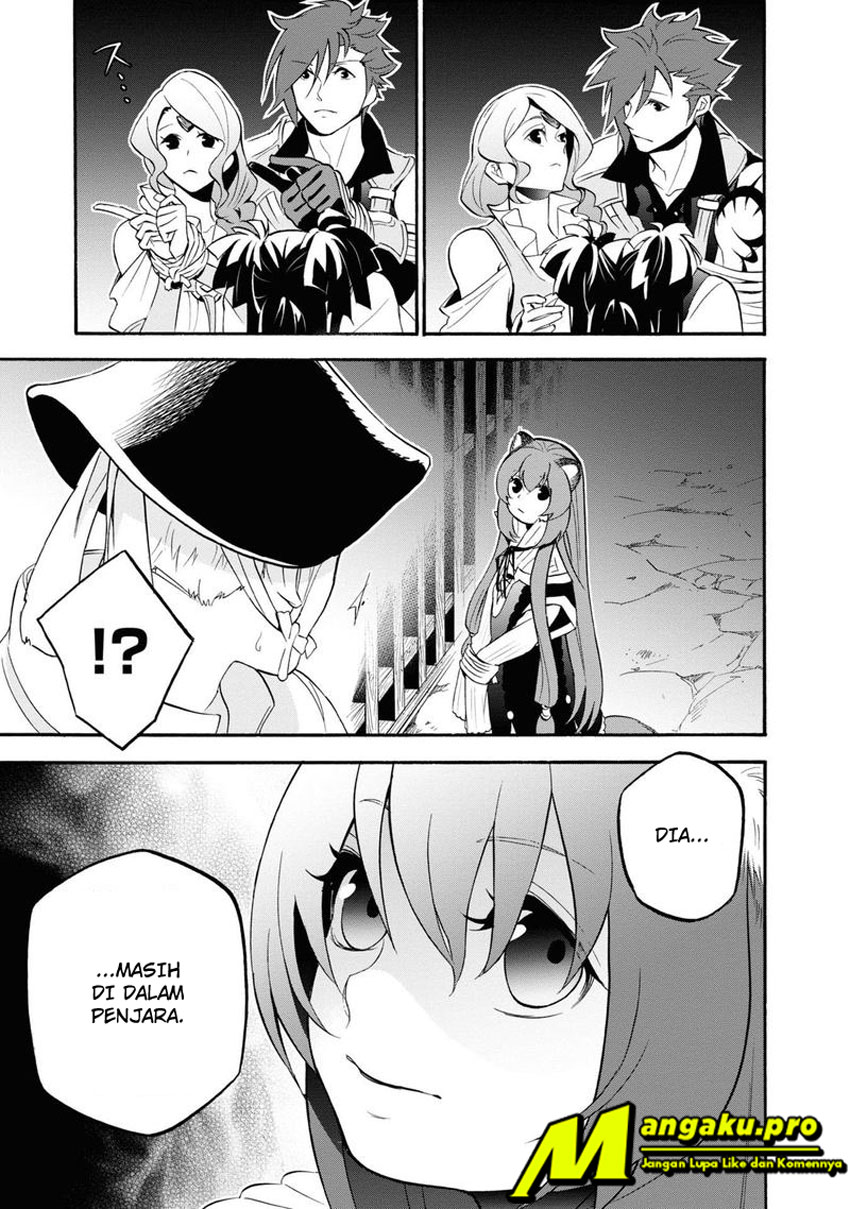 ス...
!?
DIA...
...MASIH
DI DALAM
PENJARA.
Mangaku.pro
Jangan Lupa Like dan Komennya